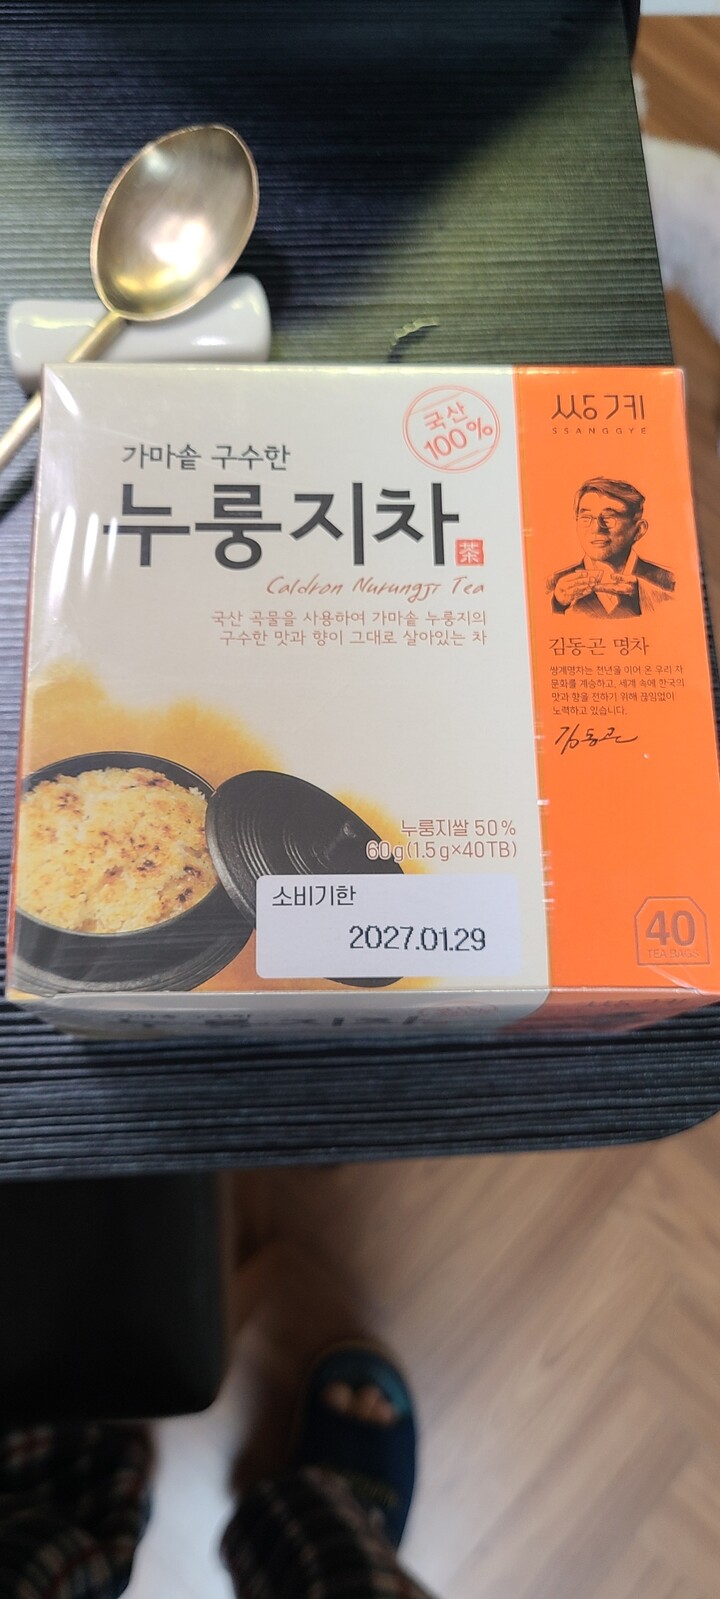 국산
100%
쌍계
SSANGGYE
가마솥 구수한
누룽지차
茶
Caldron Nurungji Tea
국산 곡물을 사용하여 가마솥 누룽지의
구수한 맛과 향이 그대로 살아있는 차
김동곤 명차
쌍계명차는 천년을 이어 온 우리 차
문화를 계승하고, 세계 속에 한국의
맛과 향을 전하기 위해 끊임없이
노력하고 있습니다.
김동곤
누룽지쌀 50%
60g(1.5g×40TB)
소비기한
2027.01.29
40
TEA BAGS